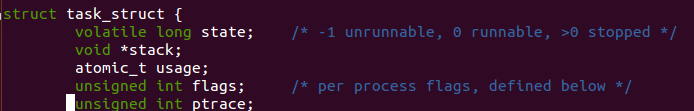 struct task_struct {
        volatile long state;    /* -1 unrunnable, 0 runnable, >0 stopped */
        void *stack;
        atomic_t usage;
        unsigned int flags;     /* per process flags, defined below */
        unsigned int ptrace;